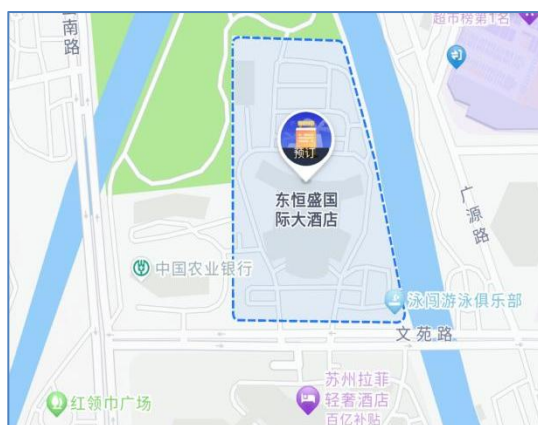 超市榜第1名
南路
预订
东恒盛国
际大酒店
广源路
中国农业银行
泳闯游泳俱乐部
文苑路
苏州拉菲
轻奢酒店
百亿补贴
红领巾广场